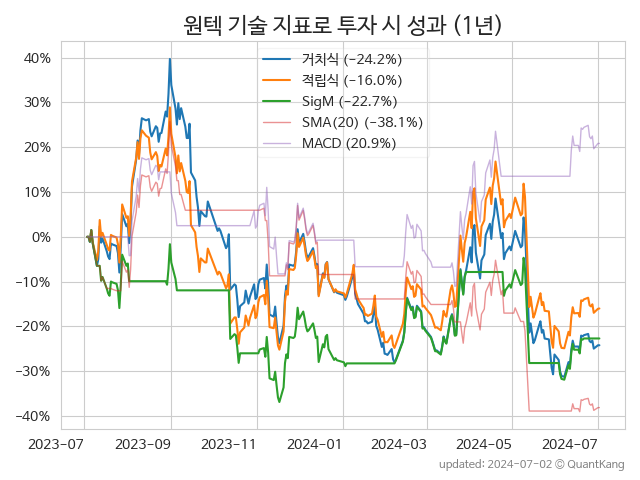 원텍 기술 지표로 투자 시 성과 (1년)
거치식 (−24.2%)
적립식 (−16.0%)
SigM (−22.7%)
SMA(20) (−38.1%)
MACD (20.9%)
40%
30%
20%
10%
0%
−10%
−20%
−30%
−40%
2023-07
2023-09
2023-11
2024-01
2024-03
2024-05
2024-07
updated: 2024-07-02 © QuantKang